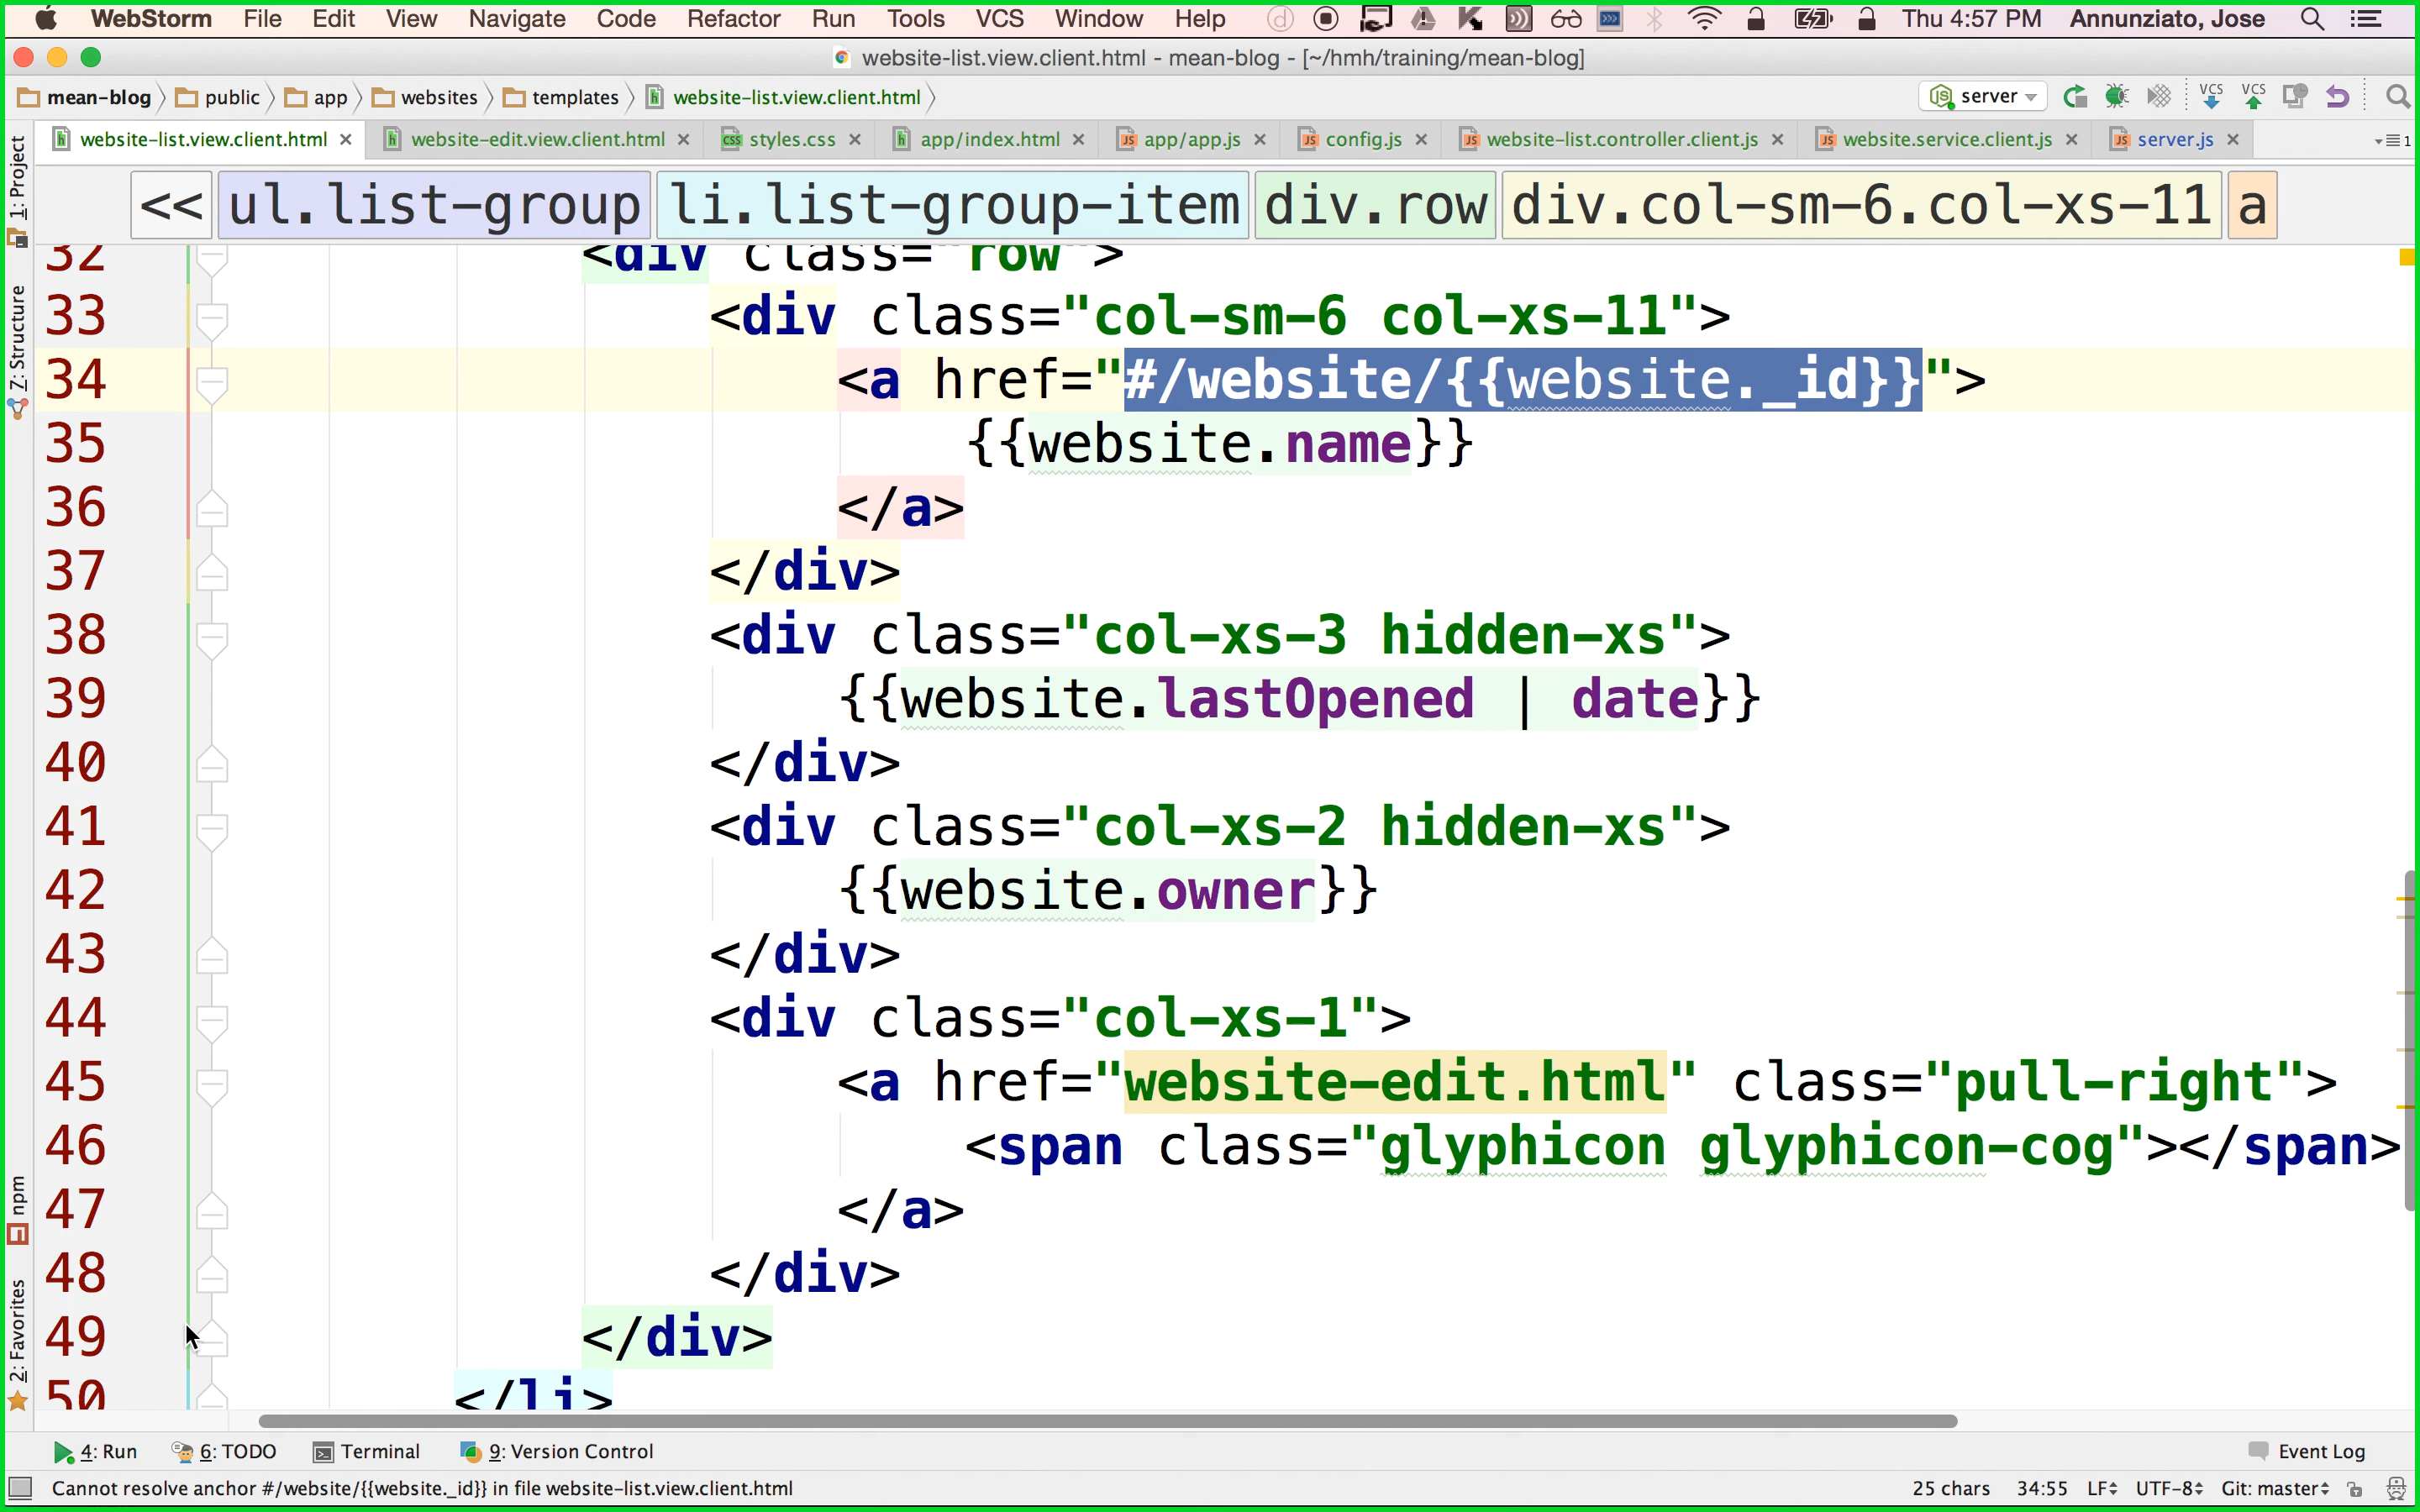 WebStorm File Edit View Navigate Code Refactor Run Tools VCS Window Help Thu 4:57 PM Annunziato, Jose
website-list.view.client.html - mean-blog - [~/hmh/training/mean-blog]
mean-blog public app websites templates website-list.view.client.html server VCS VCS
website-list.view.client.html website-edit.view.client.html styles.css app/index.html app/app.js config.js website-list.controller.client.js website.service.client.js server.js 1
<< ul.list-group li.list-group-item div.row div.col-sm-6.col-xs-11 a
1: Project
7: Structure
npm
2: Favorites
32 <div class="row">
33 <div class="col-sm-6 col-xs-11">
34 <a href="#/website/{{website._id}}">
35 {{website.name}}
36 </a>
37 </div>
38 <div class="col-xs-3 hidden-xs">
39 {{website.lastOpened | date}}
40 </div>
41 <div class="col-xs-2 hidden-xs">
42 {{website.owner}}
43 </div>
44 <div class="col-xs-1">
45 <a href="website-edit.html" class="pull-right">
46 <span class="glyphicon glyphicon-cog"></span>
47 </a>
48 </div>
49 </div>
50 </li>
4: Run 6: TODO Terminal 9: Version Control Event Log
Cannot resolve anchor #/website/{{website._id}} in file website-list.view.client.html 25 chars 34:55 LF UTF-8 Git: master